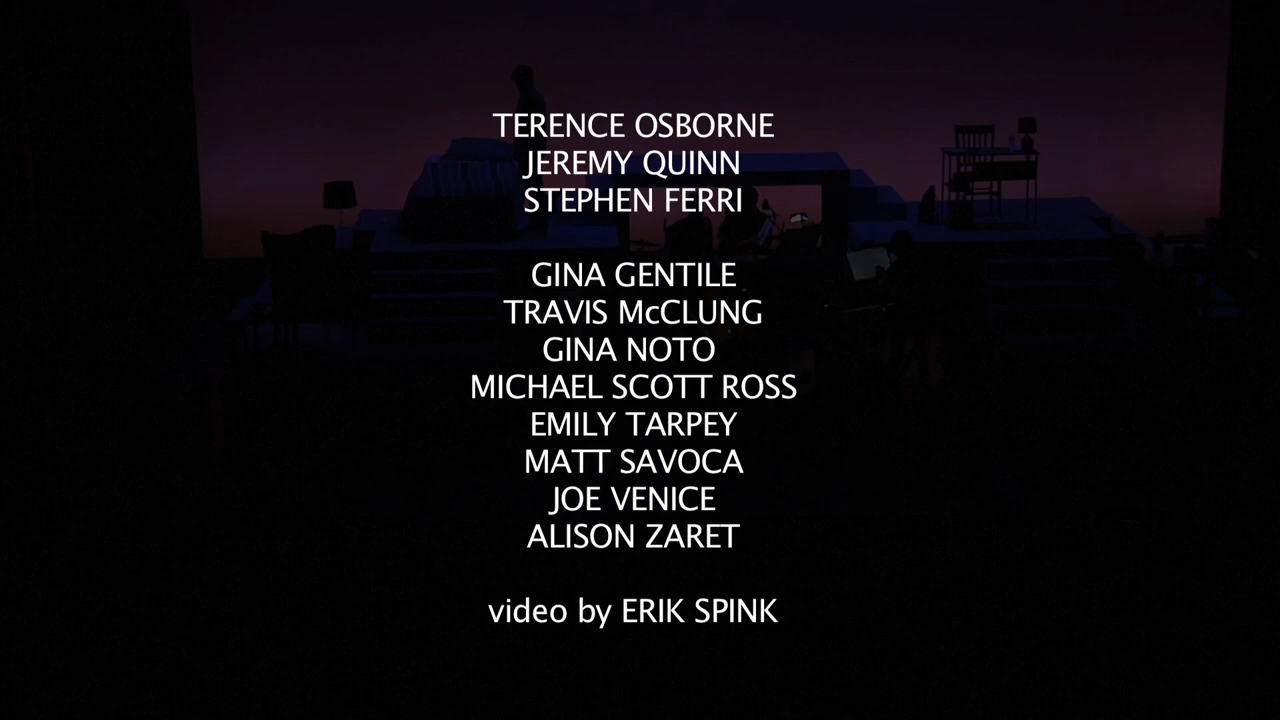 TERENCE OSBORNE
JEREMY QUINN
STEPHEN FERRI
GINA GENTILE
TRAVIS McCLUNG
GINA NOTO
MICHAEL SCOTT ROSS
EMILY TARPEY
MATT SAVOCA
JOE VENICE
ALISON ZARET
video by ERIK SPINK